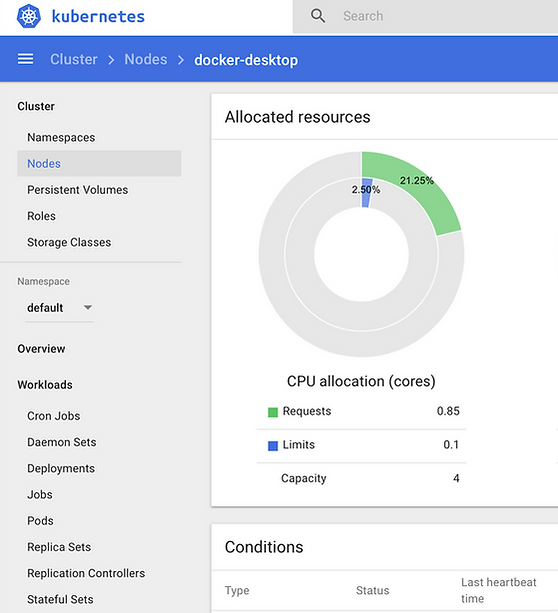 kubernetes
Search
Cluster > Nodes > docker-desktop
Cluster
Namespaces
Nodes
Persistent Volumes
Roles
Storage Classes
Namespace
default
Overview
Workloads
Cron Jobs
Daemon Sets
Deployments
Jobs
Pods
Replica Sets
Replication Controllers
Stateful Sets
Allocated resources
21.25%
2.50%
CPU allocation (cores)
Requests 0.85
Limits 0.1
Capacity 4
Conditions
Type Status Last heartbeat
time